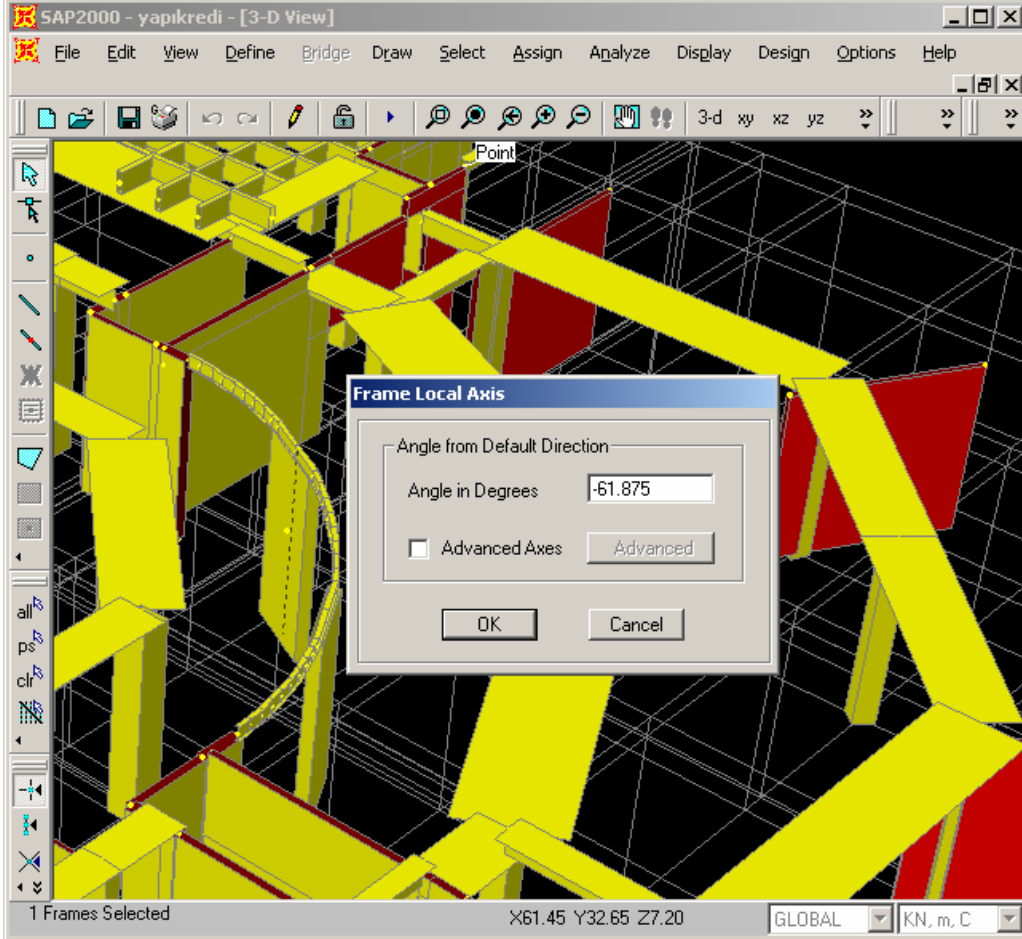 SAP2000 - yapıkredi - [3-D View]
File Edit View Define Bridge Draw Select Assign Analyze Display Design Options Help
3-d xy xz yz
Point
Frame Local Axis
Angle from Default Direction
Angle in Degrees -61.875
Advanced Axes Advanced
OK Cancel
all
ps
clr
1 Frames Selected X61.45 Y32.65 Z7.20 GLOBAL KN, m, C